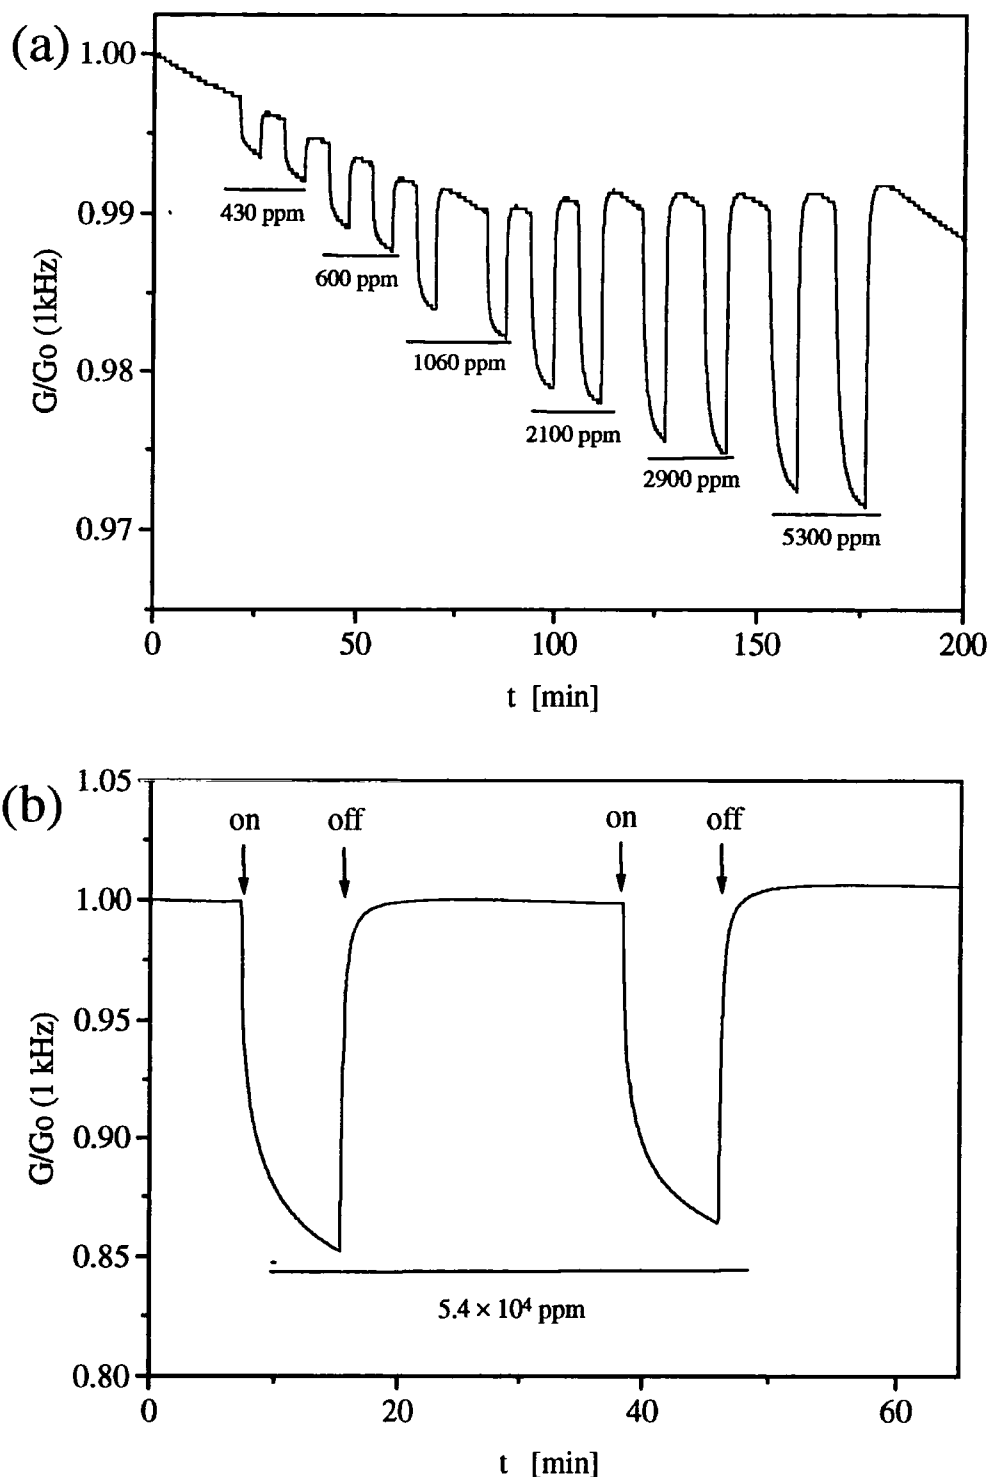 (a)
1.00
0.99
0.98
0.97
G/Go (1kHz)
430 ppm
600 ppm
1060 ppm
2100 ppm
2900 ppm
5300 ppm
0 50 100 150 200
t [min]
(b)
1.05
1.00
0.95
0.90
0.85
0.80
G/Go (1 kHz)
on off on off
5.4 × 10⁴ ppm
0 20 40 60
t [min]